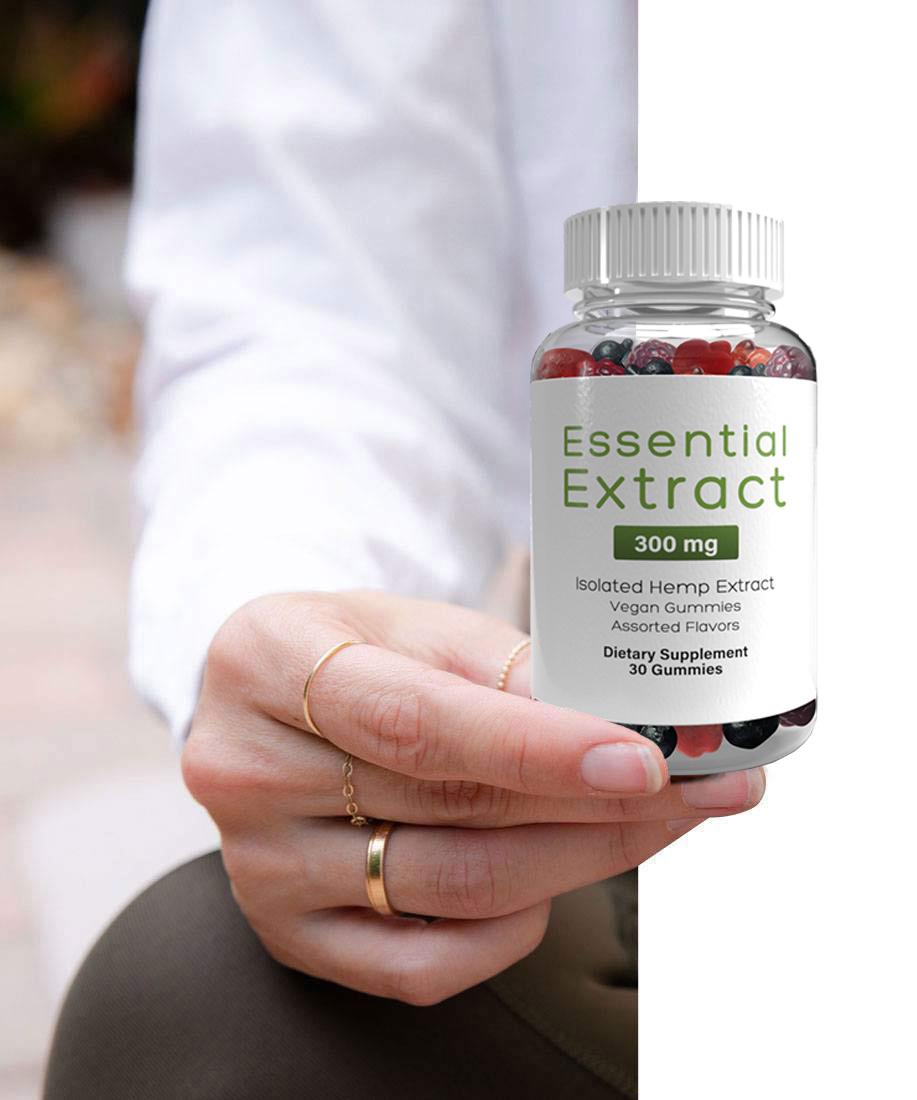 Essential
Extract
300 mg
Isolated Hemp Extract
Vegan Gummies
Assorted Flavors
Dietary Supplement
30 Gummies